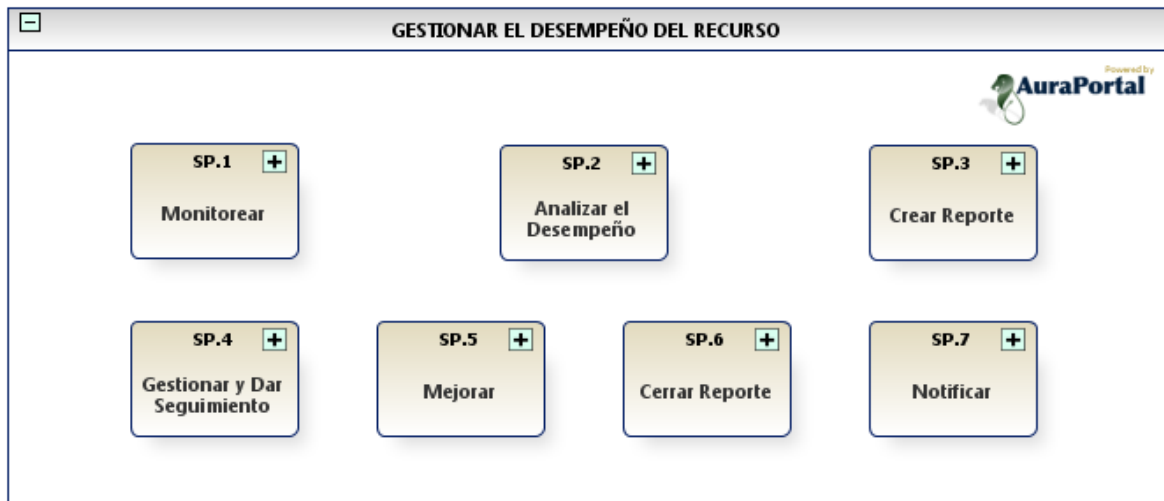 GESTIONAR EL DESEMPEÑO DEL RECURSO
Powered by
AuraPortal
SP.1
Monitorear
SP.2
Analizar el
Desempeño
SP.3
Crear Reporte
SP.4
Gestionar y Dar
Seguimiento
SP.5
Mejorar
SP.6
Cerrar Reporte
SP.7
Notificar